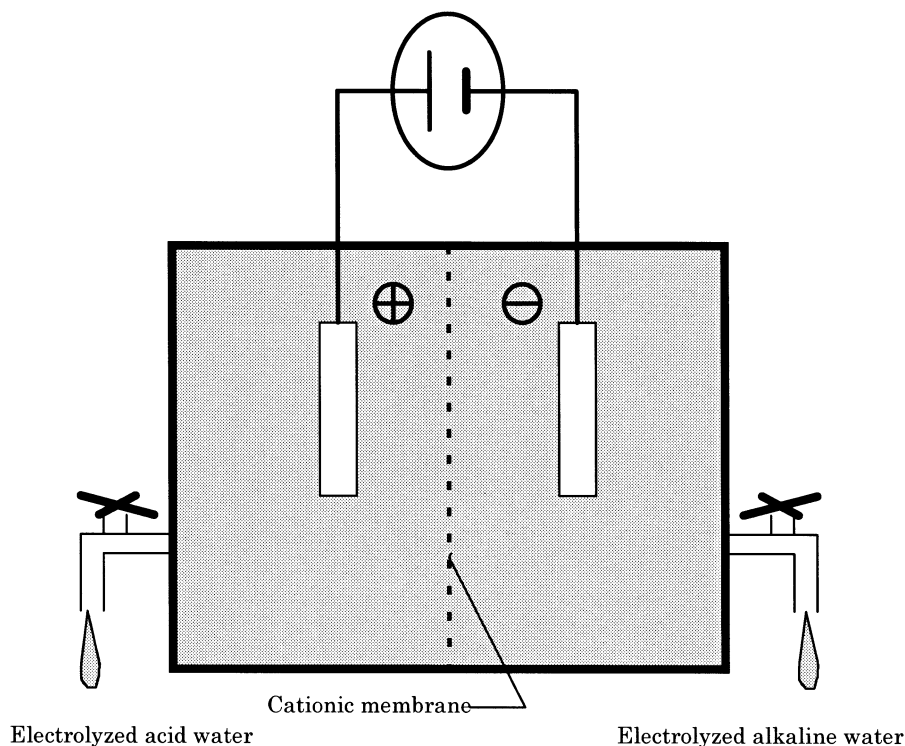 ⊕
⊖
Cationic membrane
Electrolyzed acid water
Electrolyzed alkaline water